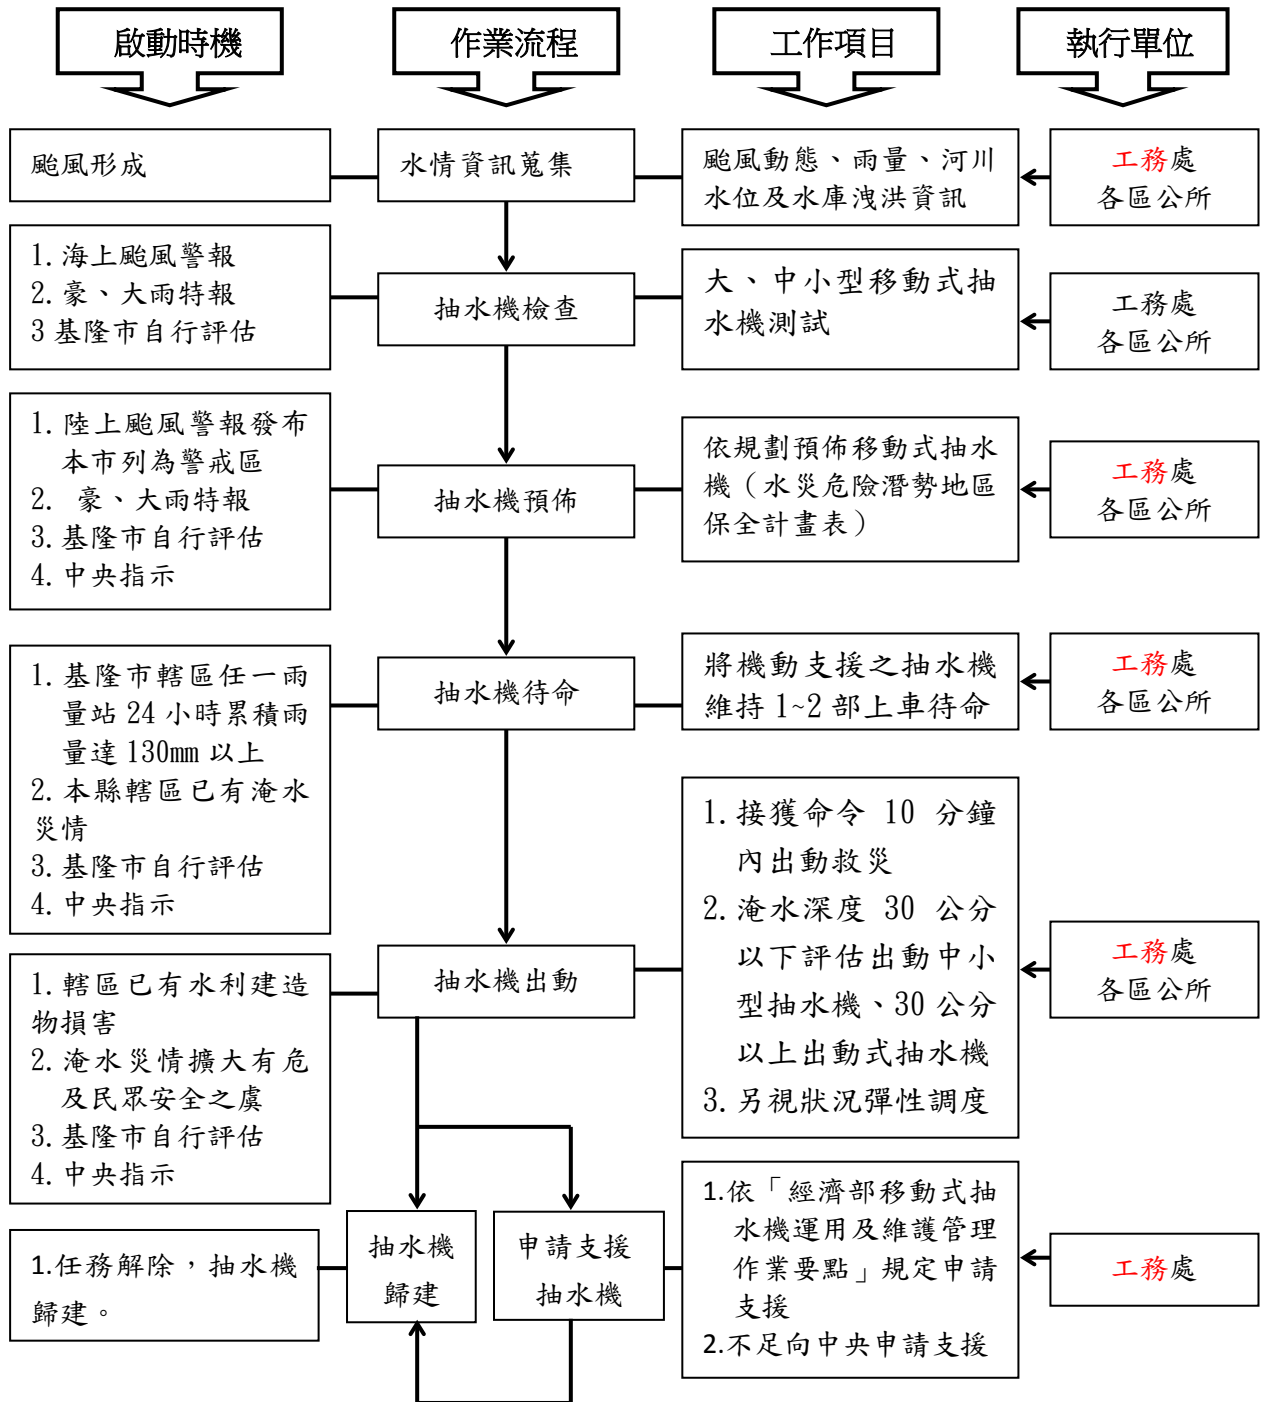 啟動時機
作業流程
工作項目
執行單位
颱風形成
水情資訊蒐集
颱風動態、雨量、河川
水位及水庫洩洪資訊
工務處
各區公所
1.海上颱風警報
2.豪、大雨特報
3基隆市自行評估
抽水機檢查
大、中小型移動式抽
水機測試
工務處
各區公所
1.陸上颱風警報發布
本市列為警戒區
2. 豪、大雨特報
3.基隆市自行評估
4.中央指示
抽水機預佈
依規劃預佈移動式抽水
機（水災危險潛勢地區
保全計畫表）
工務處
各區公所
1.基隆市轄區任一雨
量站24小時累積雨
量達130mm以上
2.本縣轄區已有淹水
災情
3.基隆市自行評估
4.中央指示
抽水機待命
將機動支援之抽水機
維持1~2部上車待命
工務處
各區公所
1.轄區已有水利建造
物損害
2.淹水災情擴大有危
及民眾安全之虞
3.基隆市自行評估
4.中央指示
抽水機出動
1.接獲命令 10 分鐘
內出動救災
2.淹水深度 30 公分
以下評估出動中小
型抽水機、30公分
以上出動式抽水機
3.另視狀況彈性調度
工務處
各區公所
1.任務解除，抽水機
歸建。
抽水機
歸建
申請支援
抽水機
1.依「經濟部移動式抽
水機運用及維護管理
作業要點」規定申請
支援
2.不足向中央申請支援
工務處